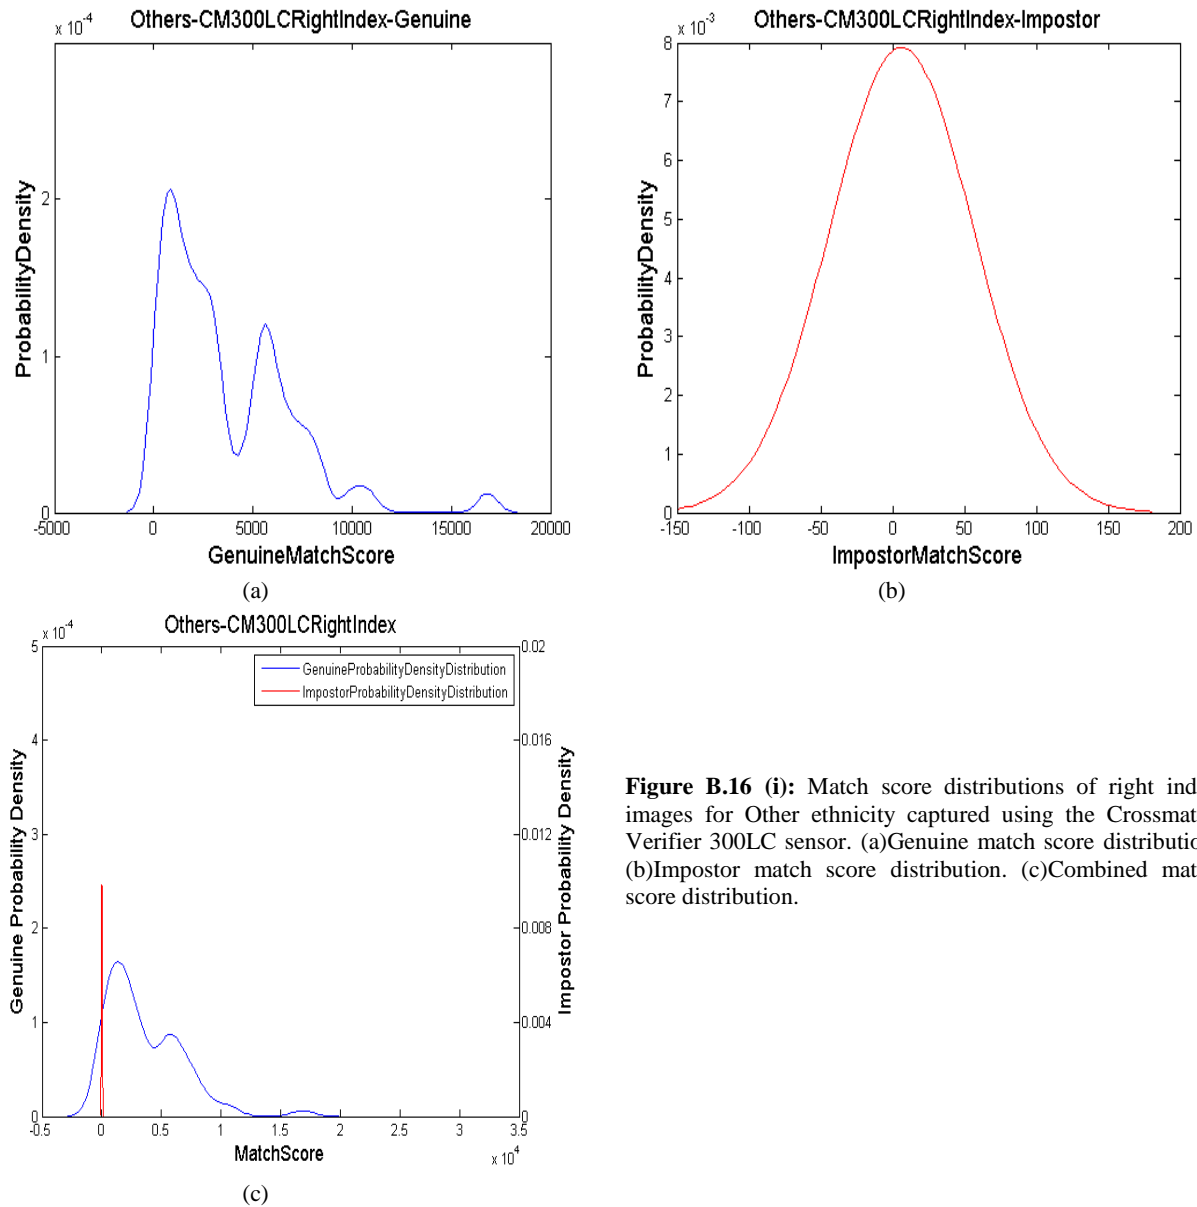 Others-CM300LCRightIndex-Genuine
x 10⁻⁴
2
1
0
ProbabilityDensity
-5000 0 5000 10000 15000 20000
GenuineMatchScore
(a)
Others-CM300LCRightIndex-Impostor
x 10⁻³
8
7
6
5
4
3
2
1
0
ProbabilityDensity
-150 -100 -50 0 50 100 150 200
ImpostorMatchScore
(b)
Others-CM300LCRightIndex
x 10⁻⁴
5
4
3
2
1
0
Genuine Probability Density
GenuineProbabilityDensityDistribution
ImpostorProbabilityDensityDistribution
0.02
0.016
0.012
0.008
0.004
0
Impostor Probability Density
-0.5 0 0.5 1 1.5 2 2.5 3 3.5
MatchScore
x 10⁴
(c)
Figure B.16 (i): Match score distributions of right ind
images for Other ethnicity captured using the Crossmat
Verifier 300LC sensor. (a)Genuine match score distributio
(b)Impostor match score distribution. (c)Combined mat
score distribution.